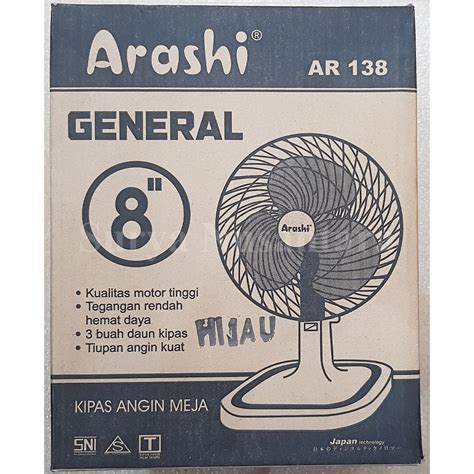 Arashi®
AR 138
GENERAL
8"
Arashi
• Kualitas motor tinggi
• Tegangan rendah
hemat daya
• 3 buah daun kipas
• Tiupan angin kuat
HIJAU
KIPAS ANGIN MEJA
SNI
S
T
Japan technology